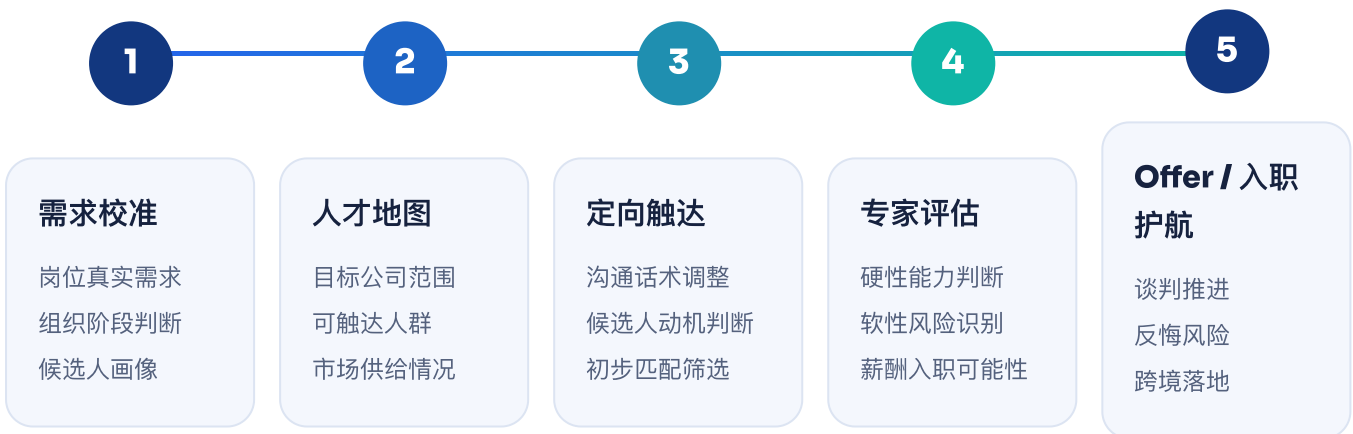 1
需求校准
岗位真实需求
组织阶段判断
候选人画像
2
人才地图
目标公司范围
可触达人群
市场供给情况
3
定向触达
沟通话术调整
候选人动机判断
初步匹配筛选
4
专家评估
硬性能力判断
软性风险识别
薪酬入职可能性
5
Offer / 入职
护航
谈判推进
反悔风险
跨境落地